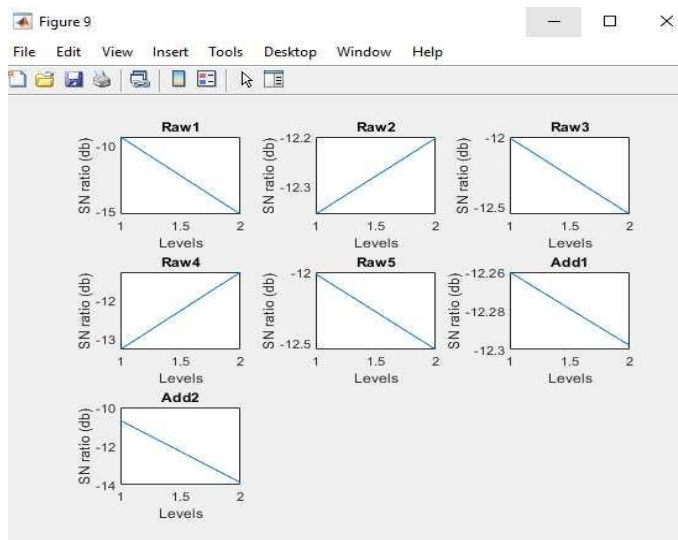 Figure 9
File Edit View Insert Tools Desktop Window Help
Raw1
SN ratio (db)
-10
-15
1 1.5 2
Levels
Raw2
SN ratio (db)
-12.2
-12.3
1 1.5 2
Levels
Raw3
SN ratio (db)
-12
-12.5
1 1.5 2
Levels
Raw4
SN ratio (db)
-12
-13
1 1.5 2
Levels
Raw5
SN ratio (db)
-12
-12.5
1 1.5 2
Levels
Add1
SN ratio (db)
-12.26
-12.28
-12.3
1 1.5 2
Levels
Add2
SN ratio (db)
-10
-12
-14
1 1.5 2
Levels